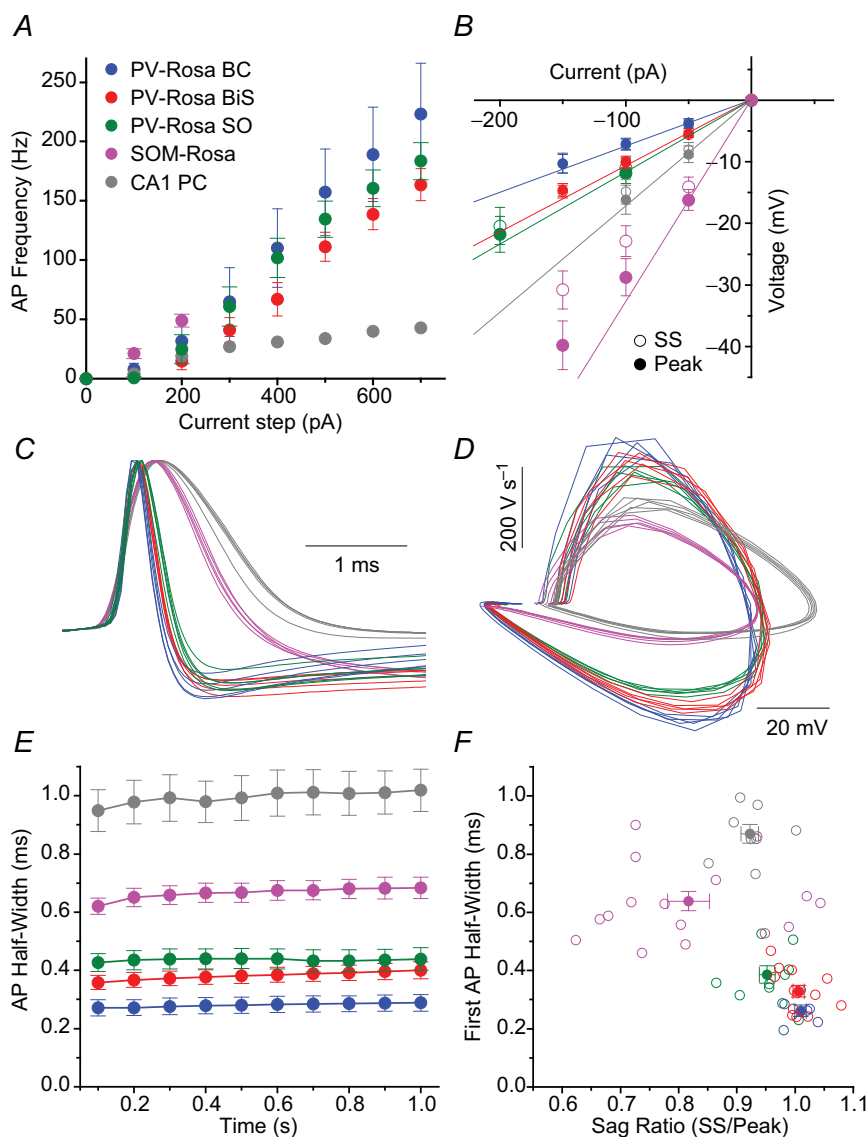 A
AP Frequency (Hz)
250
200
150
100
50
0
PV-Rosa BC
PV-Rosa BiS
PV-Rosa SO
SOM-Rosa
CA1 PC
0
200
400
600
Current step (pA)
B
Current (pA)
−200
−100
−10
−20
−30
−40
Voltage (mV)
SS
Peak
C
1 ms
D
200 V s−1
20 mV
E
AP Half-Width (ms)
1.0
0.8
0.6
0.4
0.2
0.0
0.2
0.4
0.6
0.8
1.0
Time (s)
F
First AP Half-Width (ms)
1.0
0.8
0.6
0.4
0.2
0.0
0.6
0.7
0.8
0.9
1.0
1.1
Sag Ratio (SS/Peak)